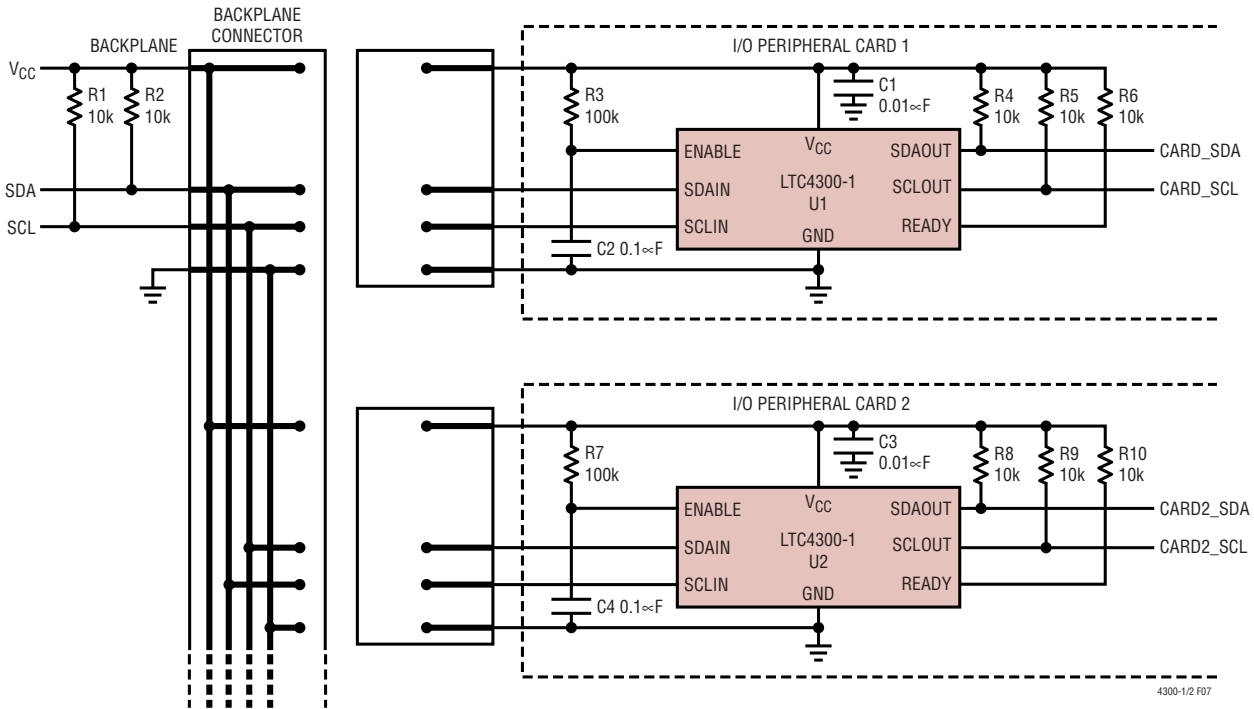 BACKPLANE
CONNECTOR
BACKPLANE
VCC
R1
10k
R2
10k
SDA
SCL
I/O PERIPHERAL CARD 1
R3
100k
C1
0.01∝F
R4
10k
R5
10k
R6
10k
ENABLE
VCC
SDAOUT
CARD_SDA
SDAIN
LTC4300-1
U1
SCLOUT
CARD_SCL
SCLIN
GND
READY
C2 0.1∝F
I/O PERIPHERAL CARD 2
R7
100k
C3
0.01∝F
R8
10k
R9
10k
R10
10k
ENABLE
VCC
SDAOUT
CARD2_SDA
SDAIN
LTC4300-1
U2
SCLOUT
CARD2_SCL
SCLIN
GND
READY
C4 0.1∝F
4300-1/2 F07